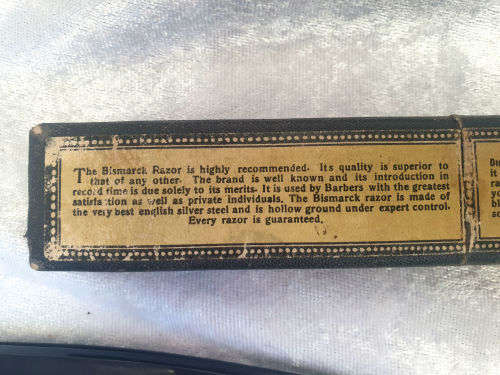 The Bismarck Razor is highly recommended. Its quality is superior to
that of any other. The brand is well known and its introduction in
record time is due solely to its merits. It is used by Barbers with the greatest
satisfa tion as well as private individuals. The Bismarck razor is made of
the very best english silver steel and is hollow ground under expert control.
Every razor is guaranteed.
it